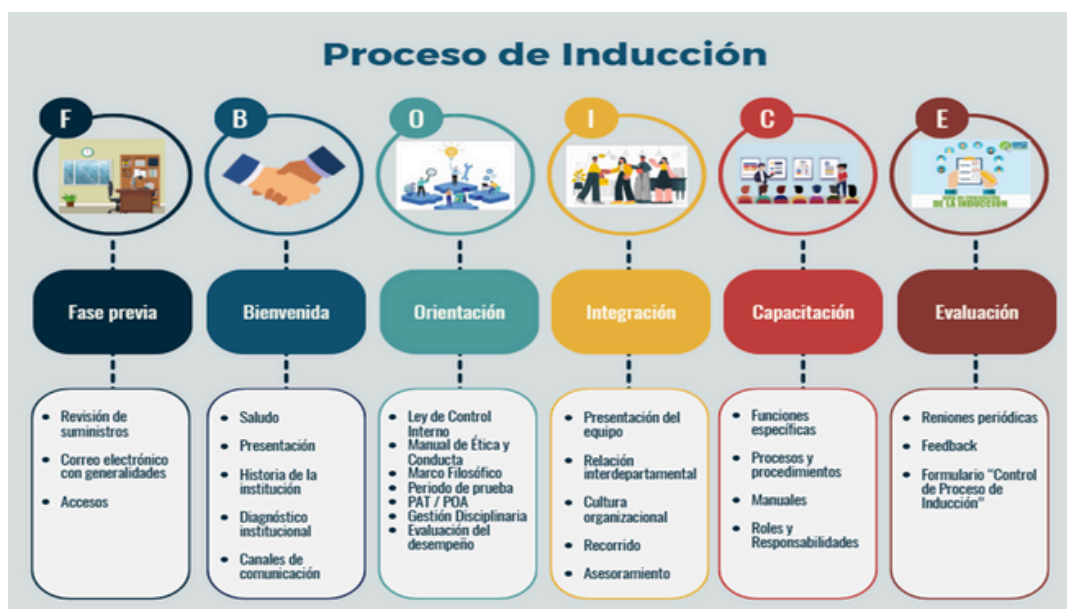 Proceso de Inducción
F
B
O
I
C
E
DE LA INDUCCIÓN
Fase previa
Bienvenida
Orientación
Integración
Capacitación
Evaluación
• Revisión de
suministros
• Correo electrónico
con generalidades
• Accesos
• Saludo
• Presentación
• Historia de la
institución
• Diagnóstico
institucional
• Canales de
comunicación
• Ley de Control
Interno
• Manual de Ética y
Conducta
• Marco Filosófico
• Periodo de prueba
• PAT / POA
• Gestión Disciplinaria
• Evaluación del
desempeño
• Presentación del
equipo
• Relación
interdepartamental
• Cultura
organizacional
• Recorrido
• Asesoramiento
• Funciones
específicas
• Procesos y
procedimientos
• Manuales
• Roles y
Responsabilidades
• Reniones periódicas
• Feedback
• Formulario “Control
de Proceso de
Inducción”